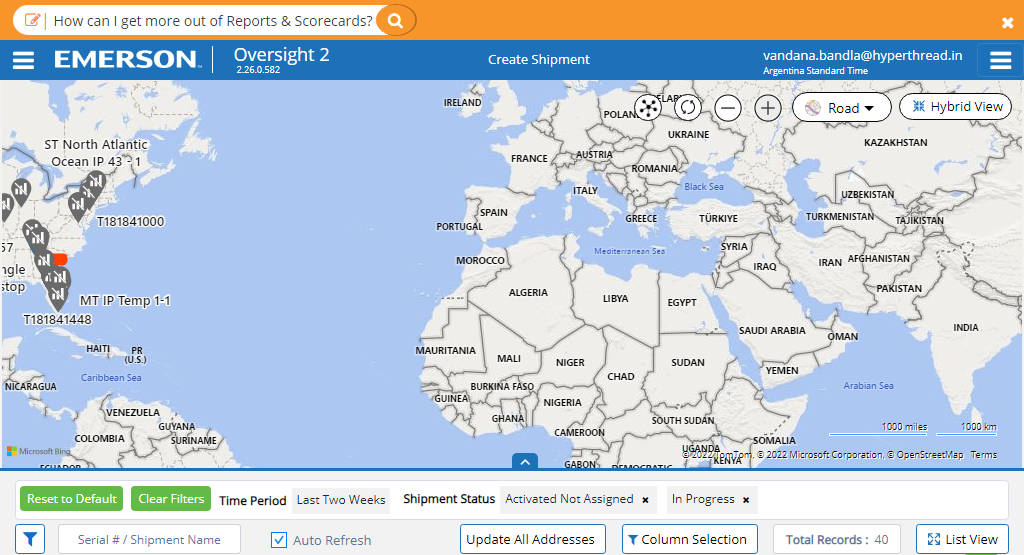 How can I get more out of Reports & Scorecards?
EMERSON
Oversight 2
2.26.0.582
Create Shipment
vandana.bandla@hyperthread.in
Argentina Standard Time
IRELAND
POLAN
ELAR
Road
Hybrid View
UKRAINE
KAZAKHSTAN
ST North Atlantic
Ocean IP 43 - 1
FRANCE
AUSTRIA
ROMANIA
ITALY
Black Sea
UZBEKISTAN
SPAIN
PORTUGAL
GREECE
TÜRKIYE
TURKMENISTAN
TAJIKISTAN
T181841000
57
ngle
stop
MOROCCO
Mediterranean Sea
SYRIA
IRAQ
IRAN
AFGHANISTAN
PAKISTAN
MT IP Temp 1-1
T181841448
ALGERIA
LIBYA
EGYPT
SAUDI ARABIA
OMAN
INDIA
HAITI
PR
(U.S.)
MAURITANIA
MALI
NIGER
CHAD
SUDAN
YEMEN
Caribbean Sea
Arabian Sea
NICARAGUA
BURKINA FASO
GUINEA
NIGERIA
VENEZUELA
GUYANA
GHANA
SOUTH SUDAN
COLOMBIA
SURINAME
CAMEROON
SOMALIA
1000 miles
1000 km
Microsoft Bing
UGANDA
KENYA
GABON
DEMOCRATIC
ECUADOR
© 2022 TomTom, © 2022 Microsoft Corporation, © OpenStreetMap Terms
Reset to Default
Clear Filters
Time Period
Last Two Weeks
Shipment Status
Activated Not Assigned ×
In Progress ×
Serial # / Shipment Name
Auto Refresh
Update All Addresses
Column Selection
Total Records : 40
List View